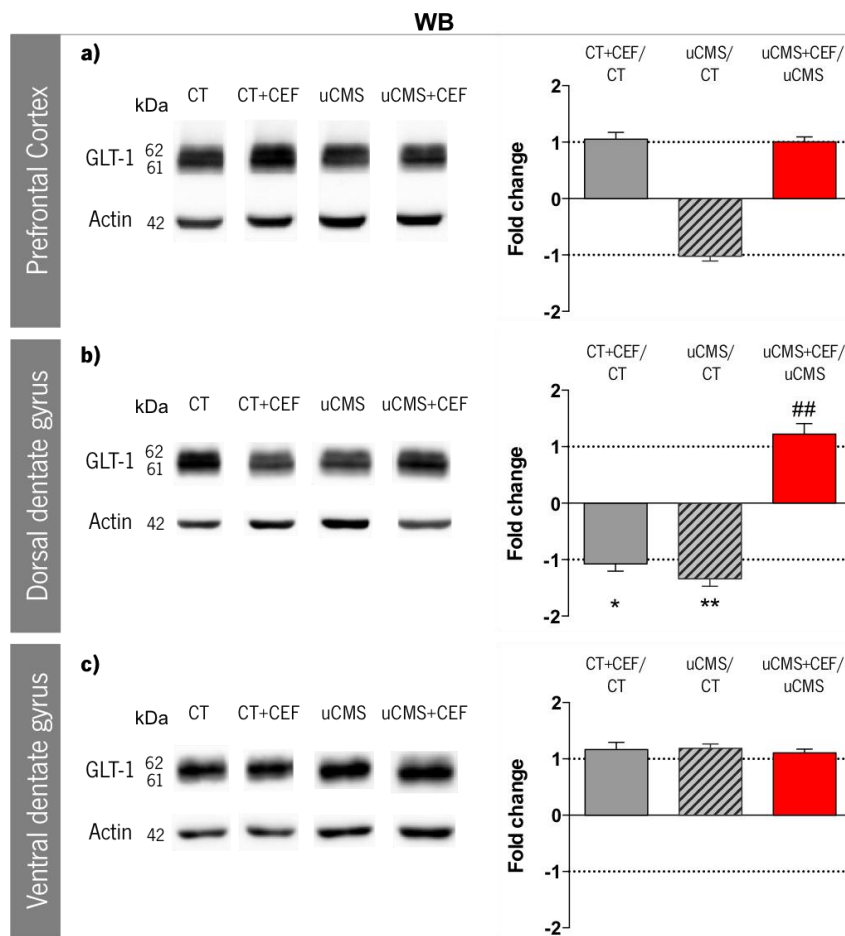 WB
Prefrontal Cortex
a)
kDa
CT CT+CEF uCMS uCMS+CEF
GLT-1 62
61
Actin 42
CT+CEF/
CT
uCMS/
CT
uCMS+CEF/
uCMS
Fold change
2
1
0
-1
-2
Dorsal dentate gyrus
b)
kDa
CT CT+CEF uCMS uCMS+CEF
GLT-1 62
61
Actin 42
CT+CEF/
CT
uCMS/
CT
uCMS+CEF/
uCMS
Fold change
2
1
0
-1
-2
##
*
**
Ventral dentate gyrus
c)
kDa
CT CT+CEF uCMS uCMS+CEF
GLT-1 62
61
Actin 42
CT+CEF/
CT
uCMS/
CT
uCMS+CEF/
uCMS
Fold change
2
1
0
-1
-2